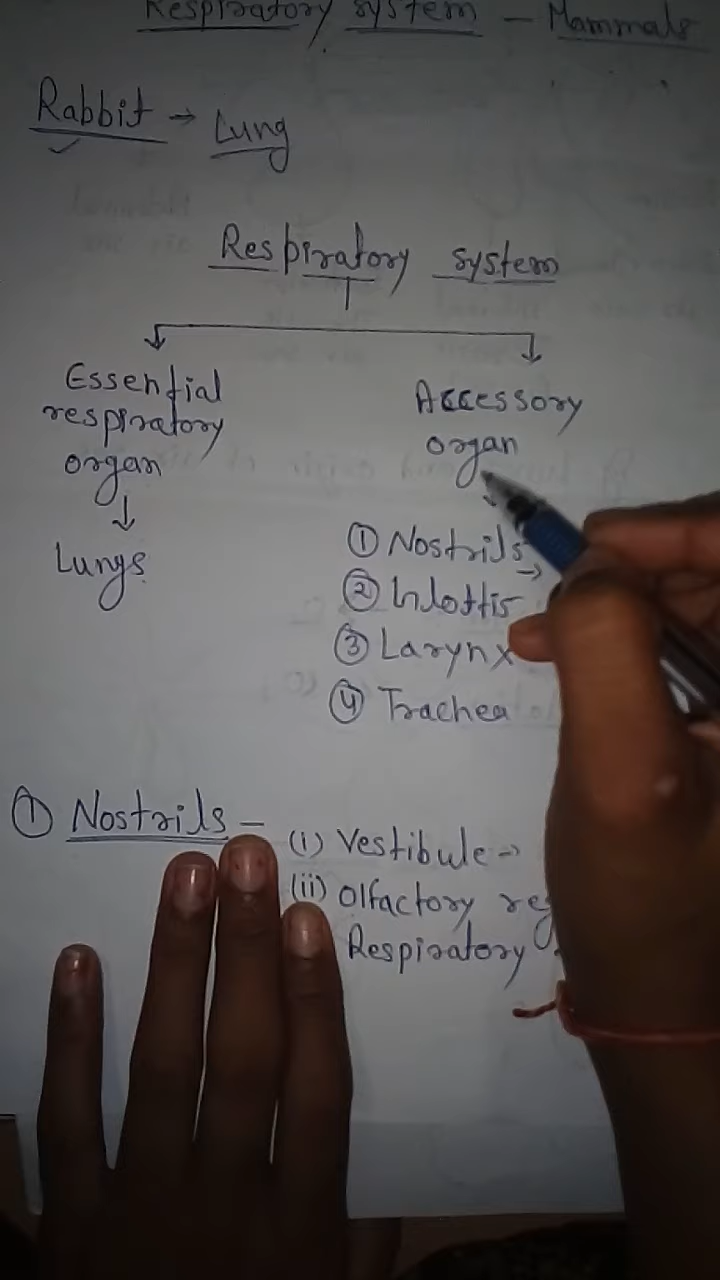 Respiratory system - Mammals
Rabbit → Lung
Respiratory system
Essential
respiratory
organ
Lungs
Accessory
organ
① Nostrils
② Glottis
③ Larynx
④ Trachea
① Nostrils -
(i) Vestibule →
(ii) Olfactory reg
Respiratory